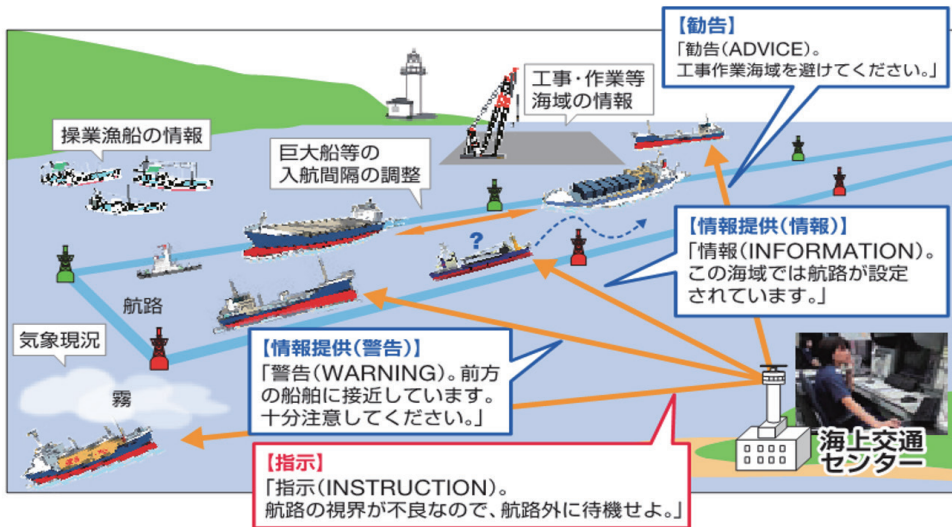 【勧告】
「勧告(ADVICE)。
工事作業海域を避けてください。」
工事・作業等
海域の情報
操業漁船の情報
巨大船等の
入航間隔の調整
?
【情報提供(情報)】
「情報(INFORMATION)。
この海域では航路が設定
されています。」
航路
気象現況
霧
【情報提供(警告)】
「警告(WARNING)。前方
の船舶に接近しています。
十分注意してください。」
海上交通
センター
【指示】
「指示(INSTRUCTION)。
航路の視界が不良なので、航路外に待機せよ。」